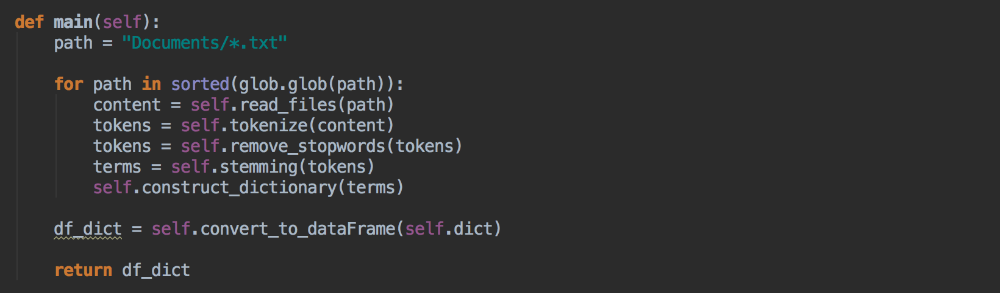 def main(self):
    path = "Documents/*.txt"
    for path in sorted(glob.glob(path)):
        content = self.read_files(path)
        tokens = self.tokenize(content)
        tokens = self.remove_stopwords(tokens)
        terms = self.stemming(tokens)
        self.construct_dictionary(terms)
    df_dict = self.convert_to_dataFrame(self.dict)
    return df_dict